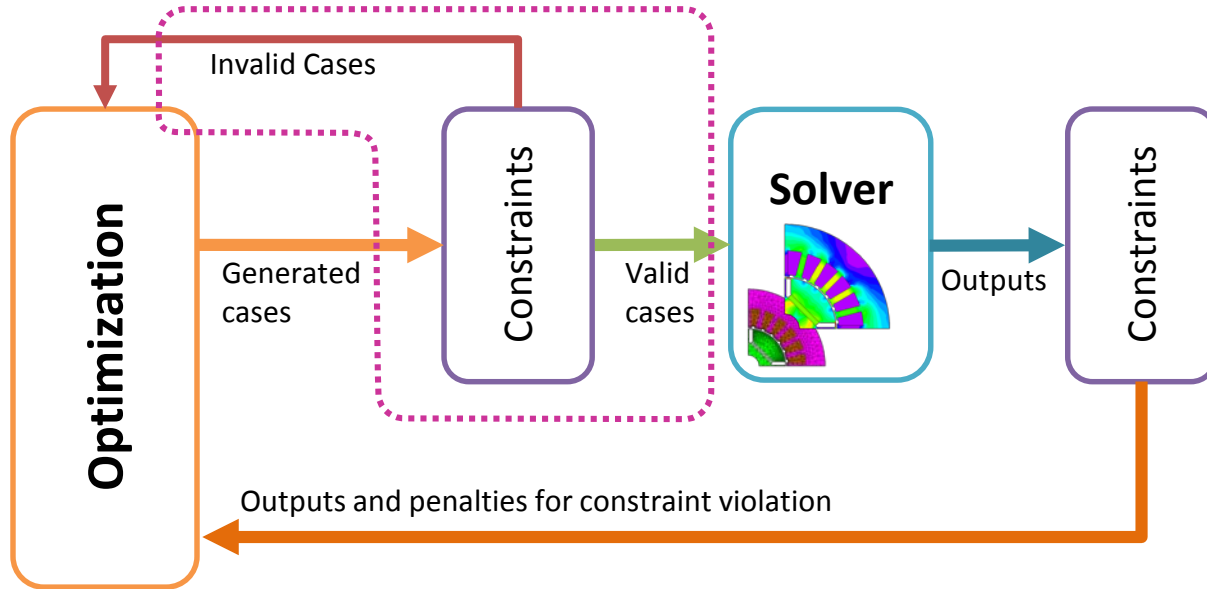 Invalid Cases
Optimization
Generated
cases
Constraints
Valid
cases
Solver
Outputs
Constraints
Outputs and penalties for constraint violation